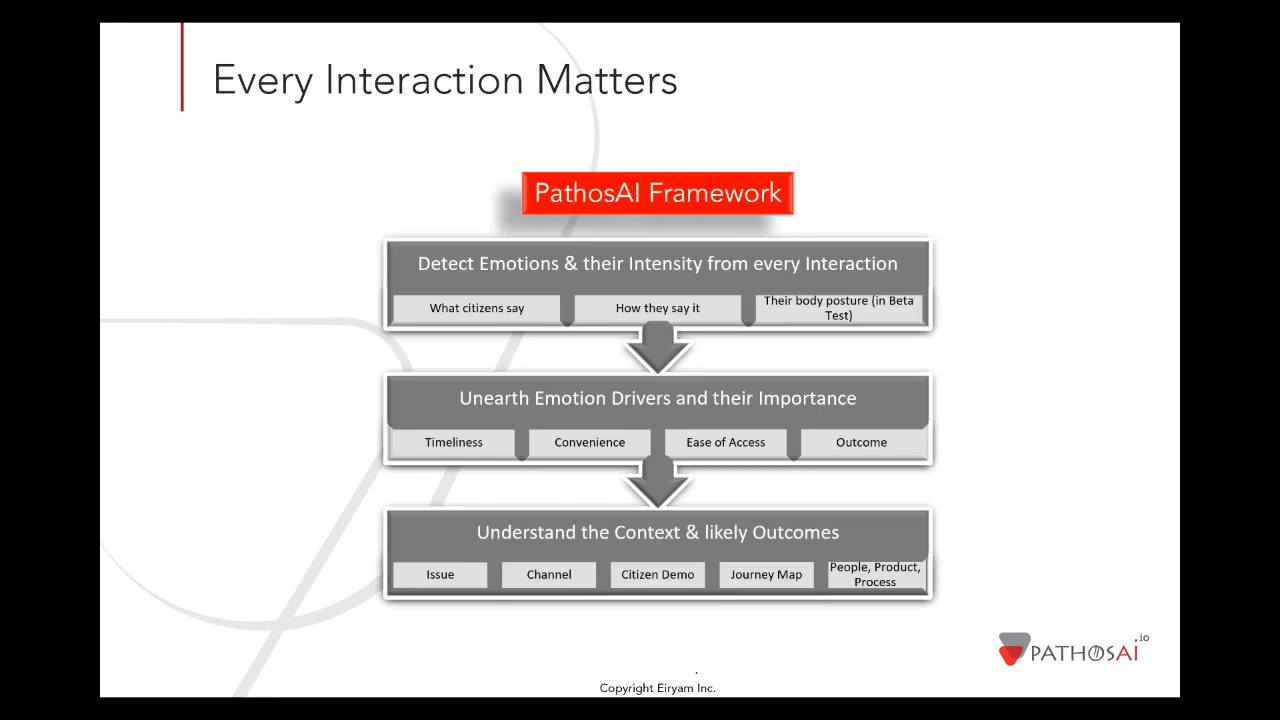 Every Interaction Matters
PathosAI Framework
Detect Emotions & their Intensity from every Interaction
What citizens say
How they say it
Their body posture (in Beta
Test)
Unearth Emotion Drivers and their Importance
Timeliness
Convenience
Ease of Access
Outcome
Understand the Context & likely Outcomes
Issue
Channel
Citizen Demo
Journey Map
People, Product,
Process
PATHOSAi io
Copyright Eiryam Inc.